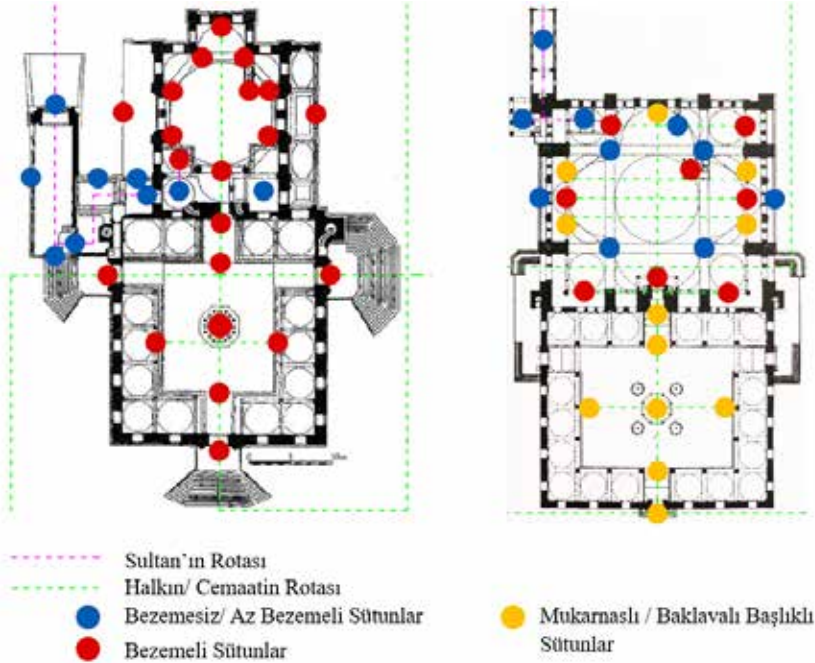 Sultan’ın Rotası
Halkın/ Cemaatin Rotası
Bezemesiz/ Az Bezemeli Sütunlar
Bezemeli Sütunlar
Mukarnaslı / Baklavalı Başlıklı
Sütunlar